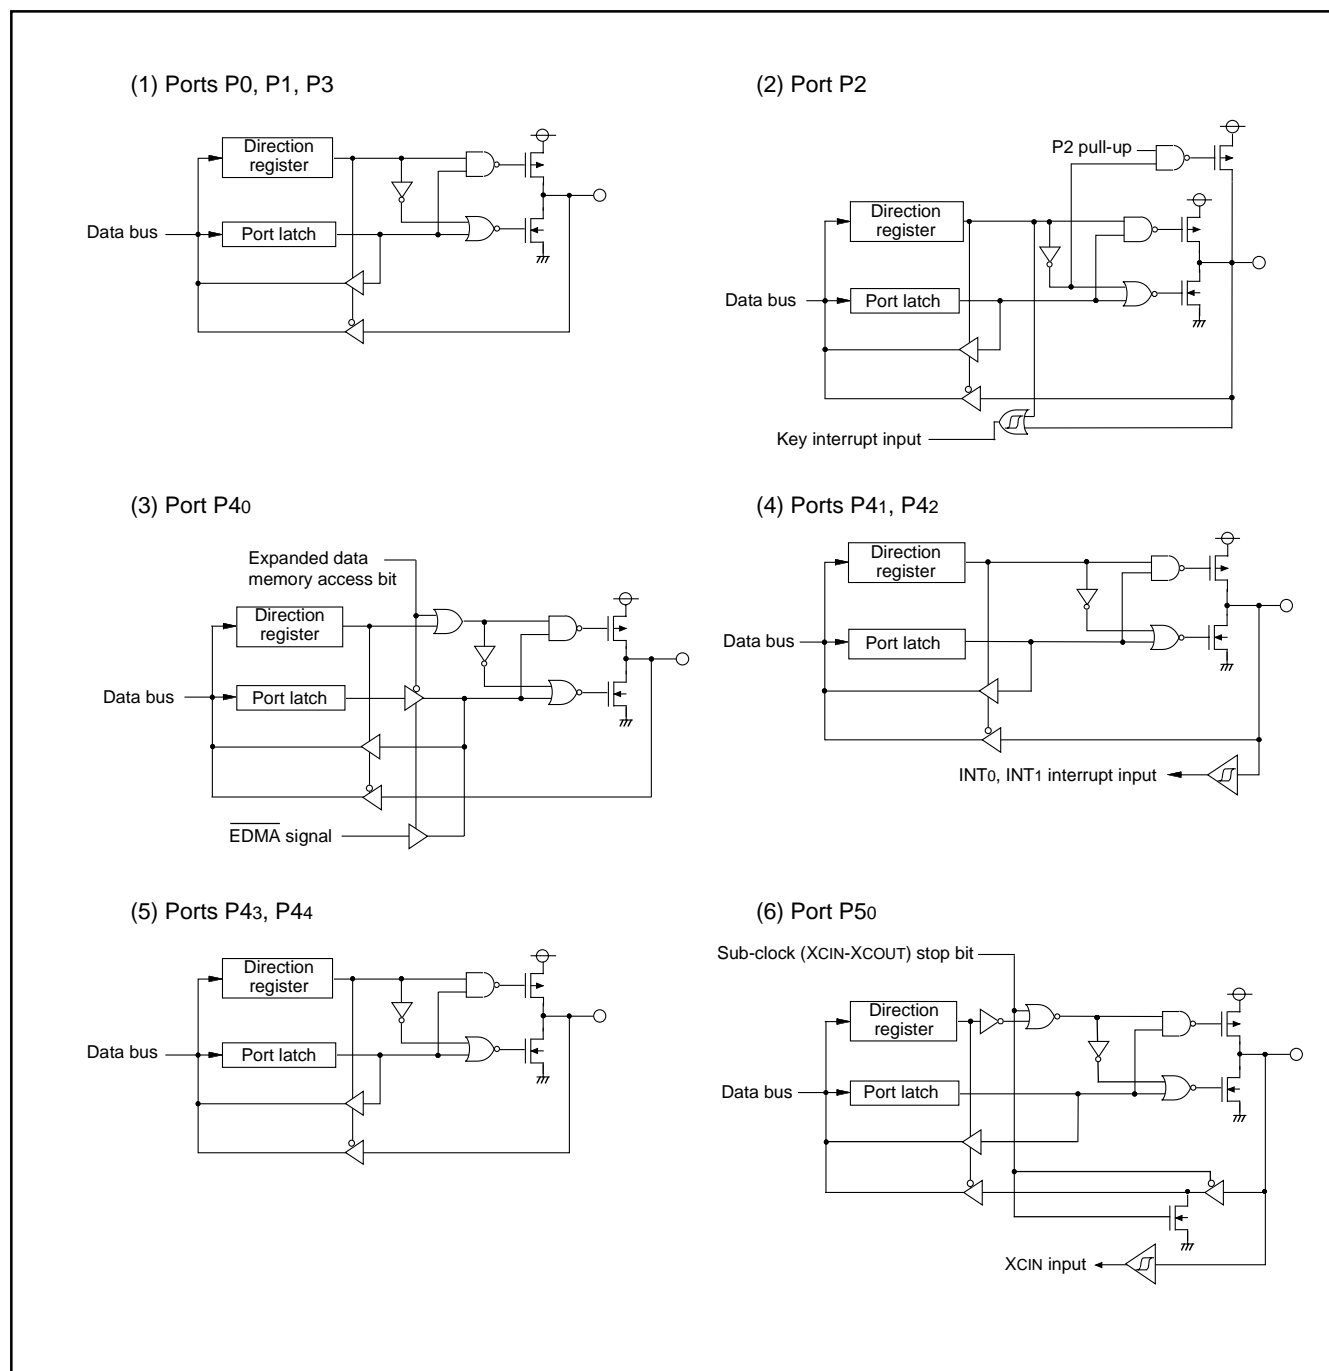 (1) Ports P0, P1, P3
Direction
register
Data bus
Port latch
(2) Port P2
P2 pull-up
Direction
register
Data bus
Port latch
Key interrupt input
(3) Port P40
Expanded data
memory access bit
Direction
register
Data bus
Port latch
EDMA signal
(4) Ports P41, P42
Direction
register
Data bus
Port latch
INT0, INT1 interrupt input
(5) Ports P43, P44
Direction
register
Data bus
Port latch
(6) Port P50
Sub-clock (XCIN-XCOUT) stop bit
Direction
register
Data bus
Port latch
XCIN input